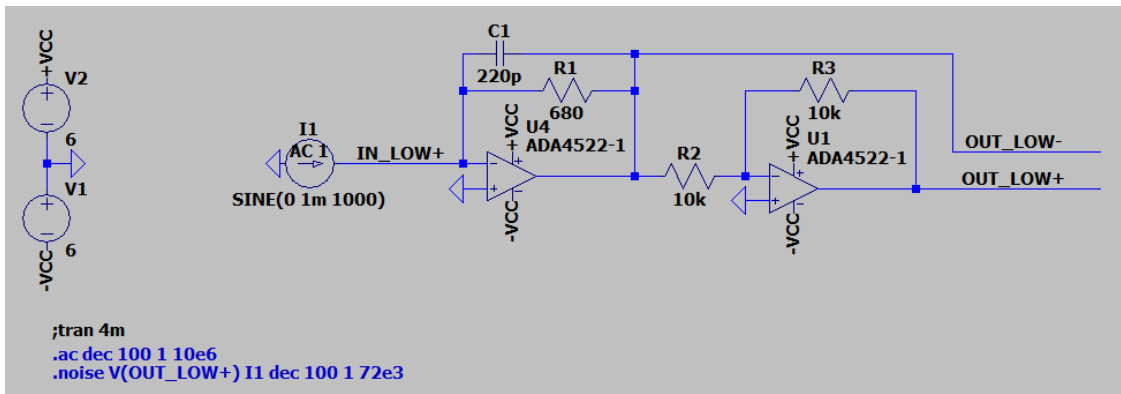 +VCC
V2
6
V1
6
-VCC
I1
AC 1
SINE(0 1m 1000)
IN_LOW+
C1
220p
R1
680
+VCC
U4
ADA4522-1
-VCC
R2
10k
R3
10k
+VCC
U1
ADA4522-1
-VCC
OUT_LOW-
OUT_LOW+
;tran 4m
.ac dec 100 1 10e6
.noise V(OUT_LOW+) I1 dec 100 1 72e3